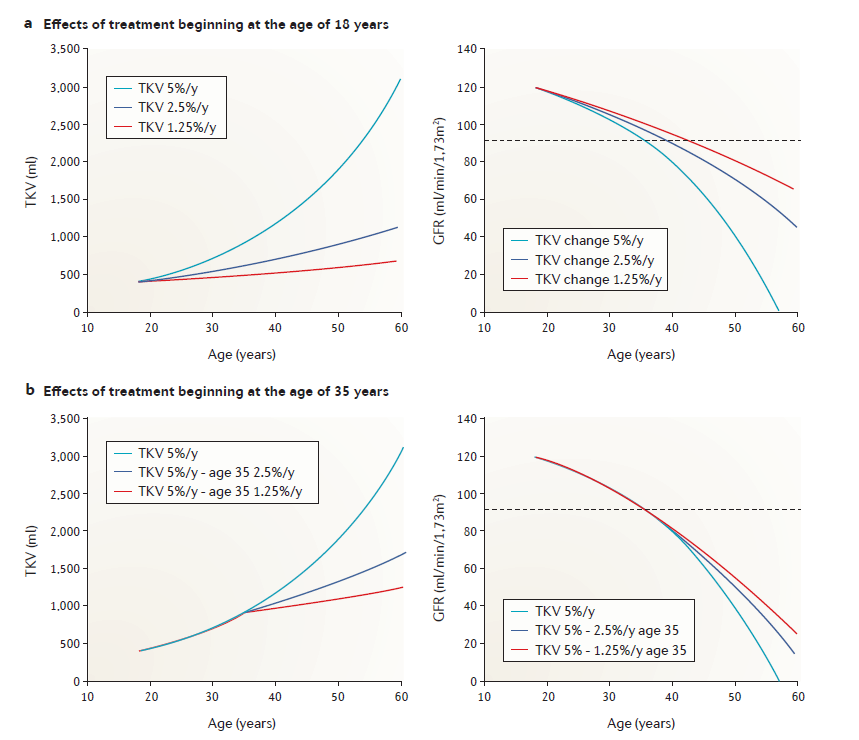 a Effects of treatment beginning at the age of 18 years
3,500
3,000
2,500
2,000
1,500
1,000
500
0
TKV (ml)
TKV 5%/y
TKV 2.5%/y
TKV 1.25%/y
10 20 30 40 50 60
Age (years)
140
120
100
80
60
40
20
0
GFR (ml/min/1,73m²)
TKV change 5%/y
TKV change 2.5%/y
TKV change 1.25%/y
10 20 30 40 50 60
Age (years)
b Effects of treatment beginning at the age of 35 years
3,500
3,000
2,500
2,000
1,500
1,000
500
0
TKV (ml)
TKV 5%/y
TKV 5%/y - age 35 2.5%/y
TKV 5%/y - age 35 1.25%/y
10 20 30 40 50 60
Age (years)
140
120
100
80
60
40
20
0
GFR (ml/min/1,73m²)
TKV 5%/y
TKV 5% - 2.5%/y age 35
TKV 5% - 1.25%/y age 35
10 20 30 40 50 60
Age (years)